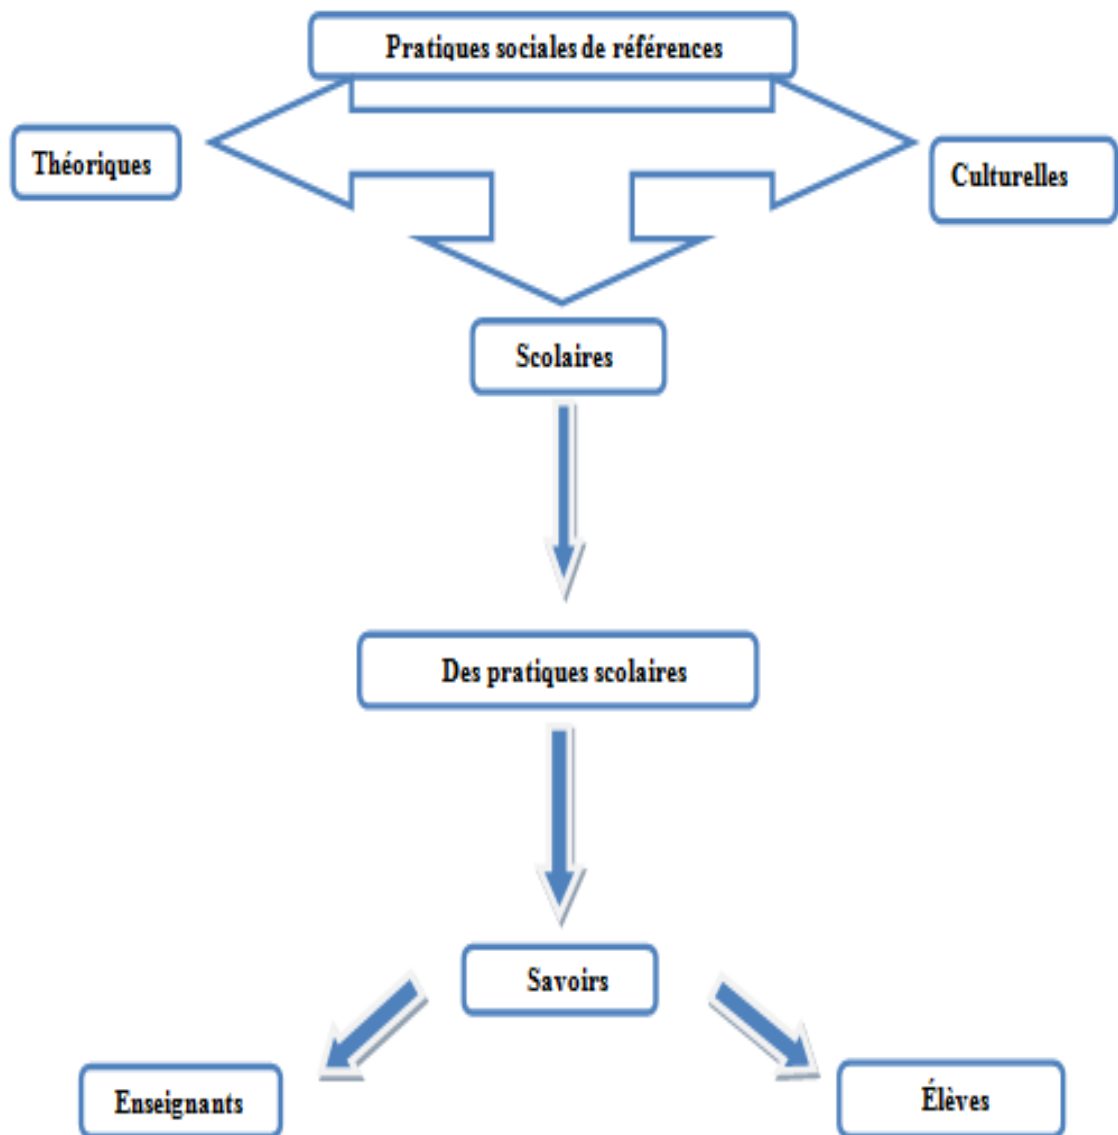 Pratiques sociales de références
Théoriques
Culturelles
Scolaires
Des pratiques scolaires
Savoirs
Enseignants
Élèves